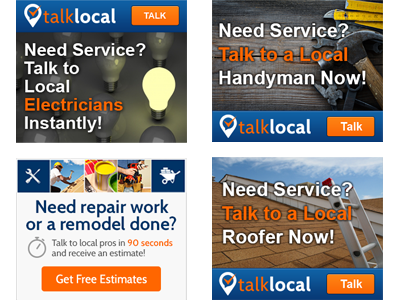 talklocal
TALK
Need Service?
Talk to
Local
Electricians
Instantly!
Need Service?
Talk to a Local
Handyman Now!
talklocal
Talk
Need repair work
or a remodel done?
Talk to local pros in 90 seconds
and receive an estimate!
Get Free Estimates
Need Service?
Talk to a Local
Roofer Now!
talklocal
Talk